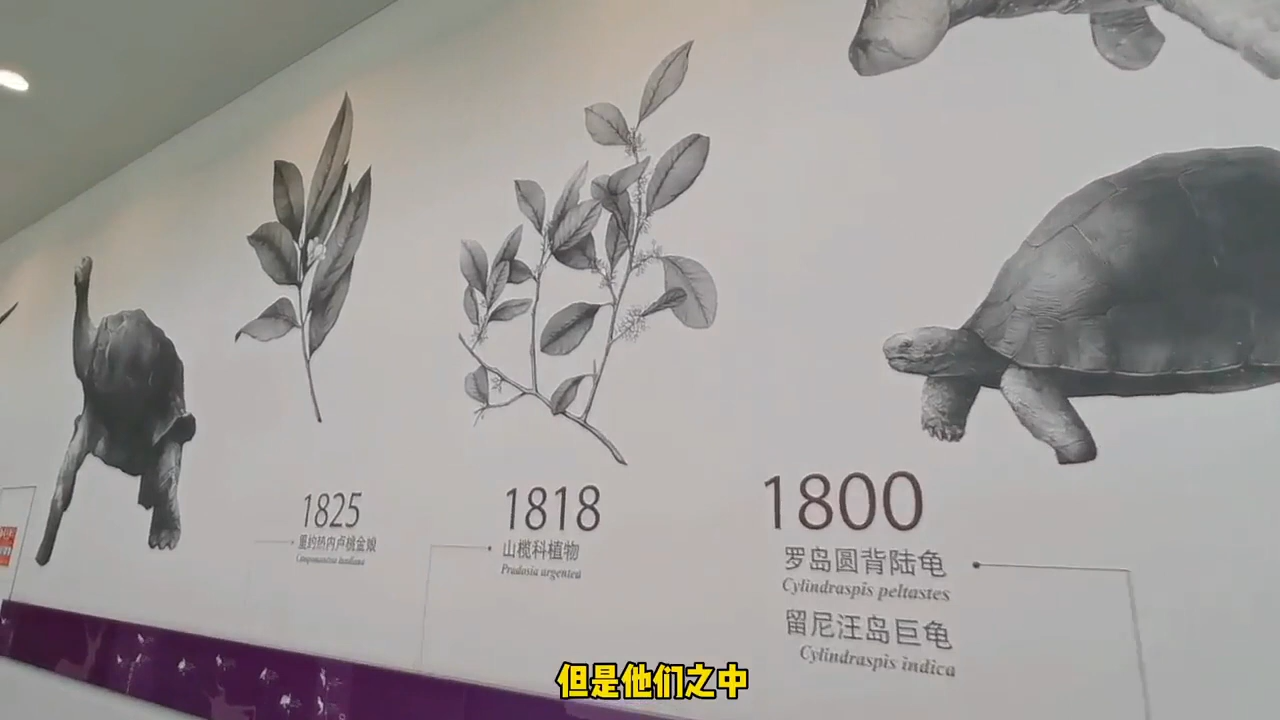 1825
里约热内卢桃金娘
1818
山榄科植物
Pradosia argentea
1800
罗岛圆背陆龟
Cylindraspis peltastes
留尼汪岛巨龟
Cylindraspis indica
但是他们之中